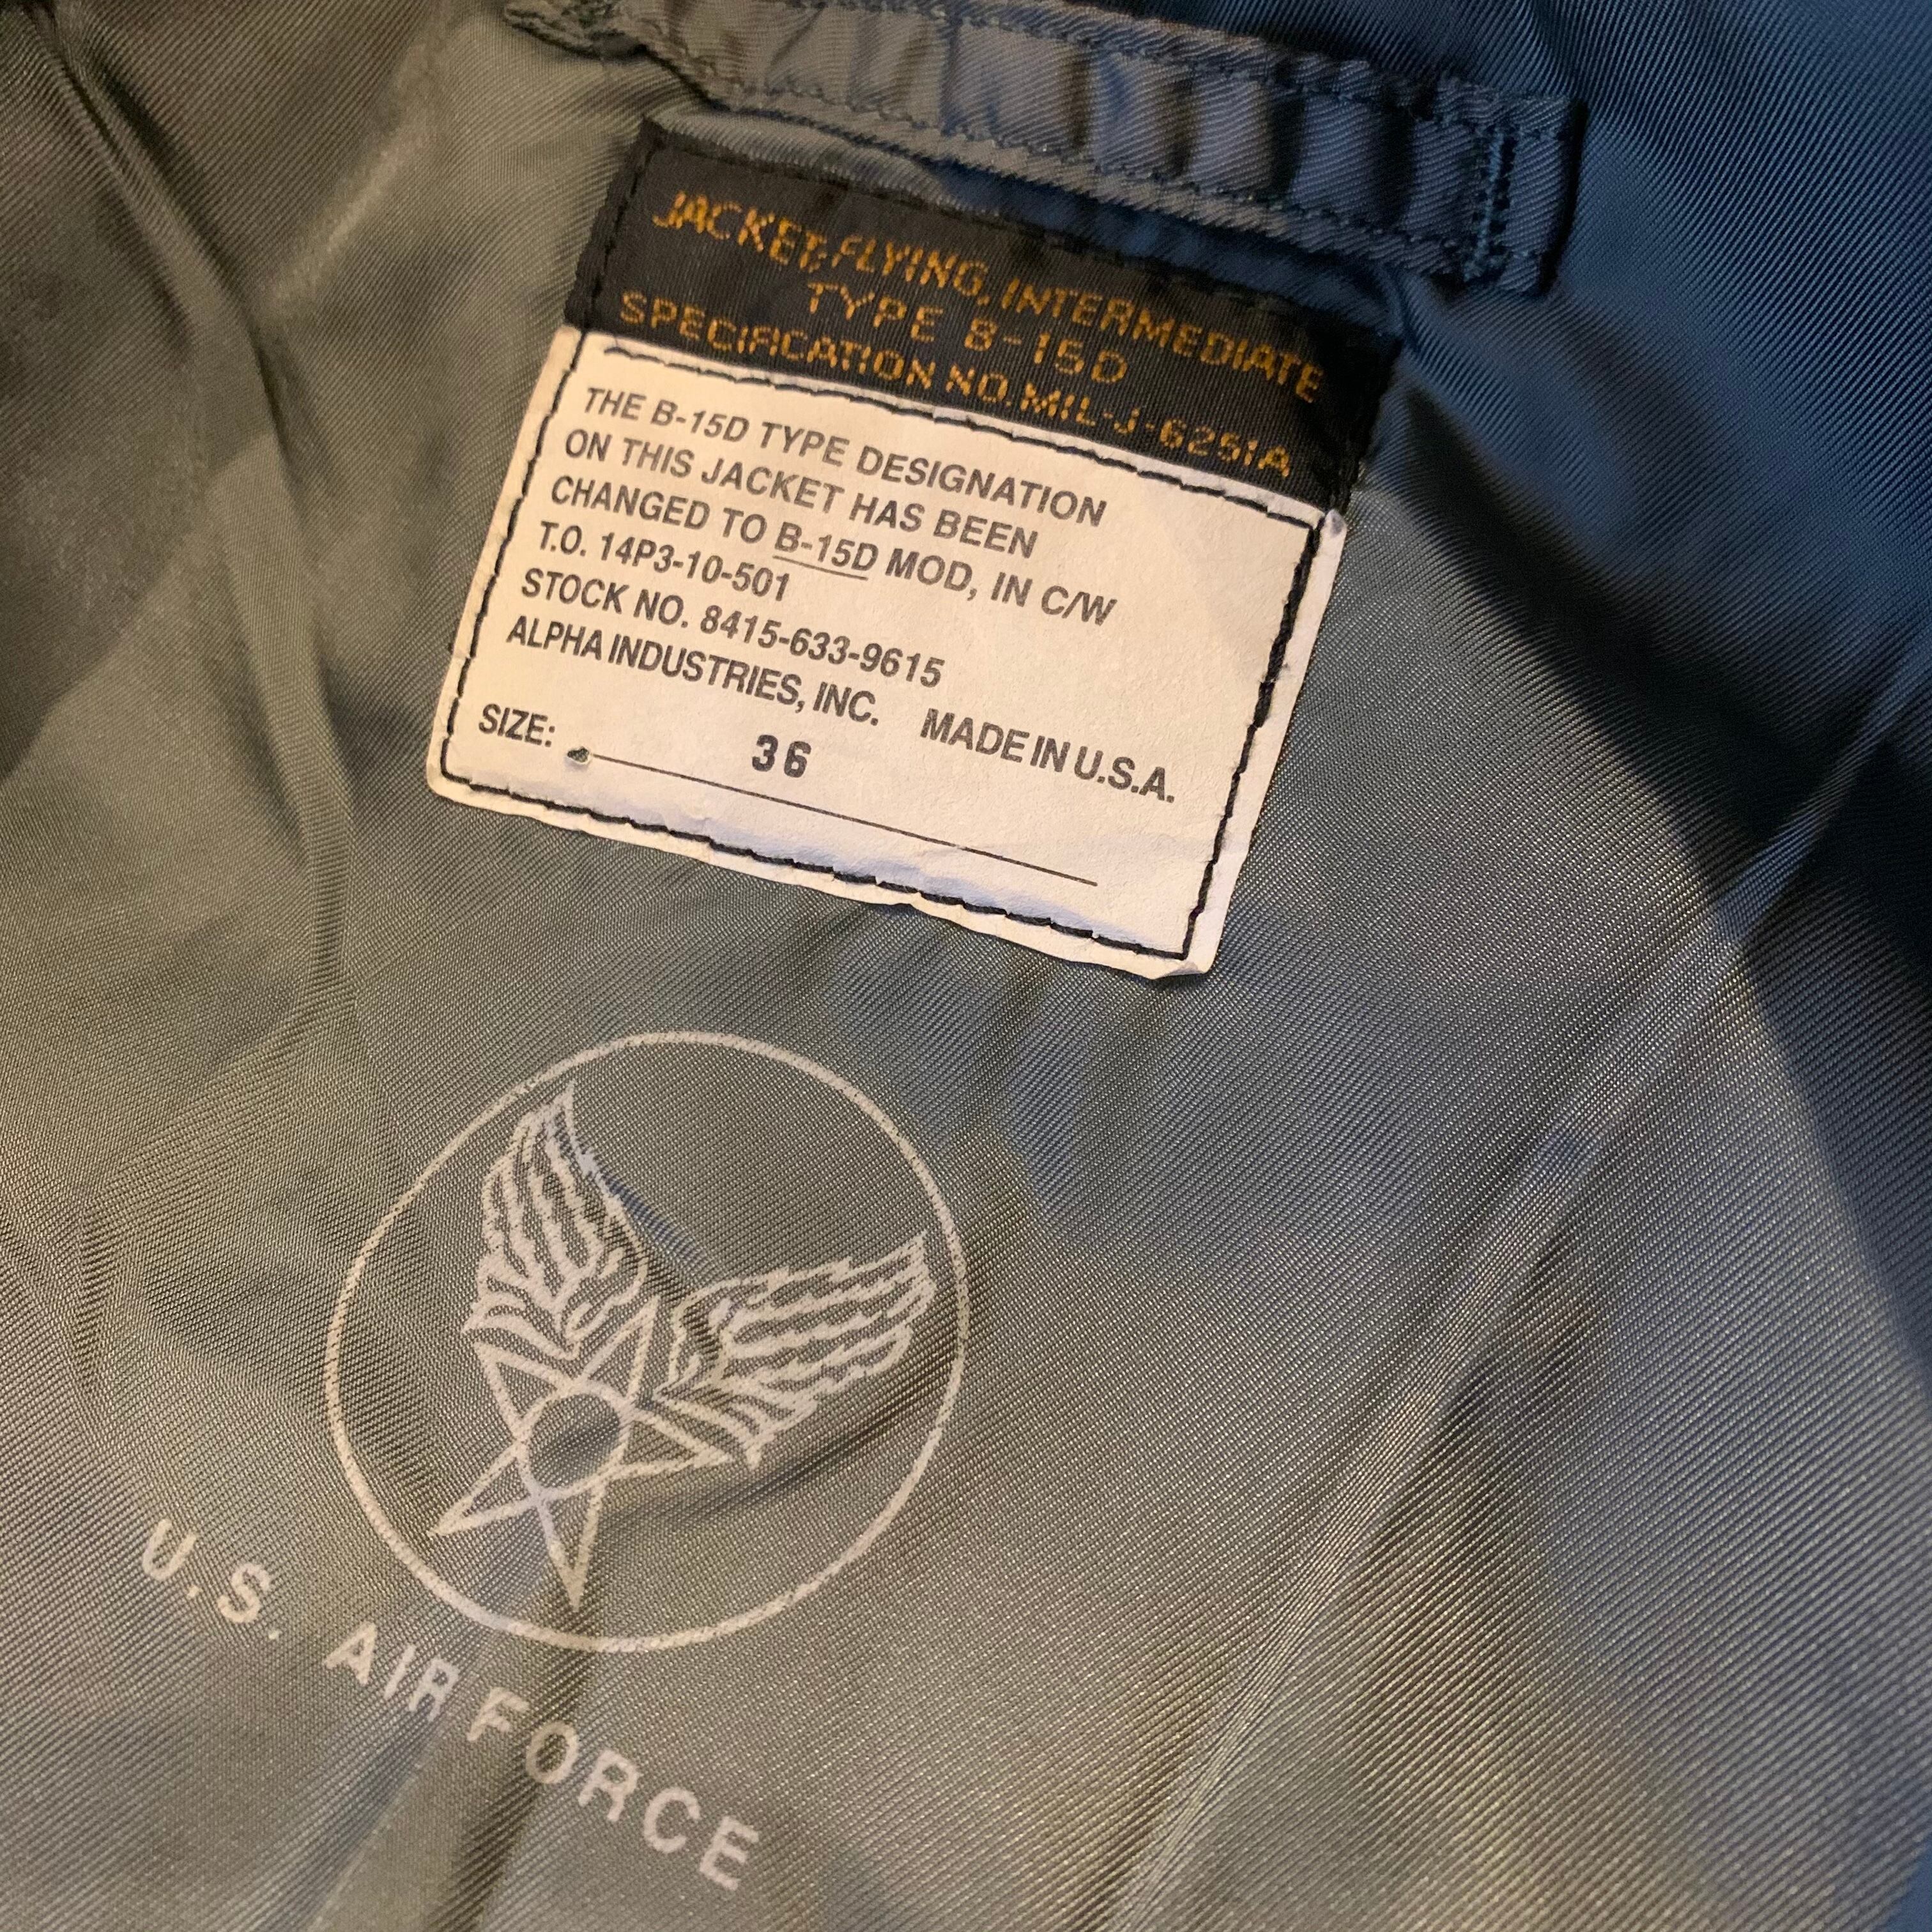 JACKET, FLYING, INTERMEDIATE
TYPE B-15D
SPECIFICATION NO. MIL-J-6251A
THE B-15D TYPE DESIGNATION
ON THIS JACKET HAS BEEN
CHANGED TO B-15D MOD, IN C/W
T.O. 14P3-10-501
STOCK NO. 8415-633-9615
ALPHA INDUSTRIES, INC. MADE IN U.S.A.
SIZE: 36
U.S. AIR FORCE